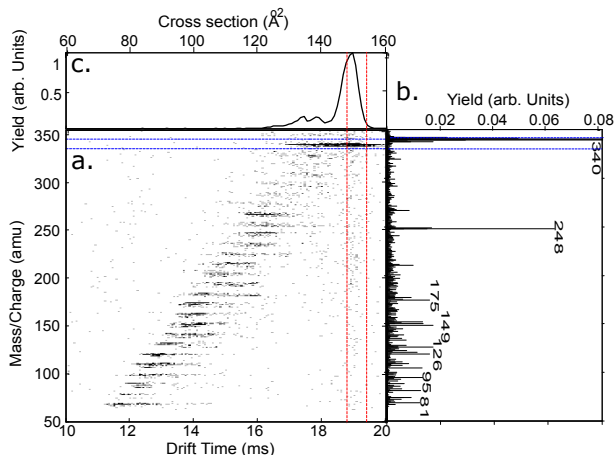 Cross section (Å²)
60 80 100 120 140 160
Yield (arb. Units)
1
0.5
c.
b.
Yield (arb. Units)
0.02 0.04 0.06 0.08
a.
Mass/Charge (amu)
350
300
250
200
150
100
50
340
248
175
149
126
95
81
10 12 14 16 18 20
Drift Time (ms)